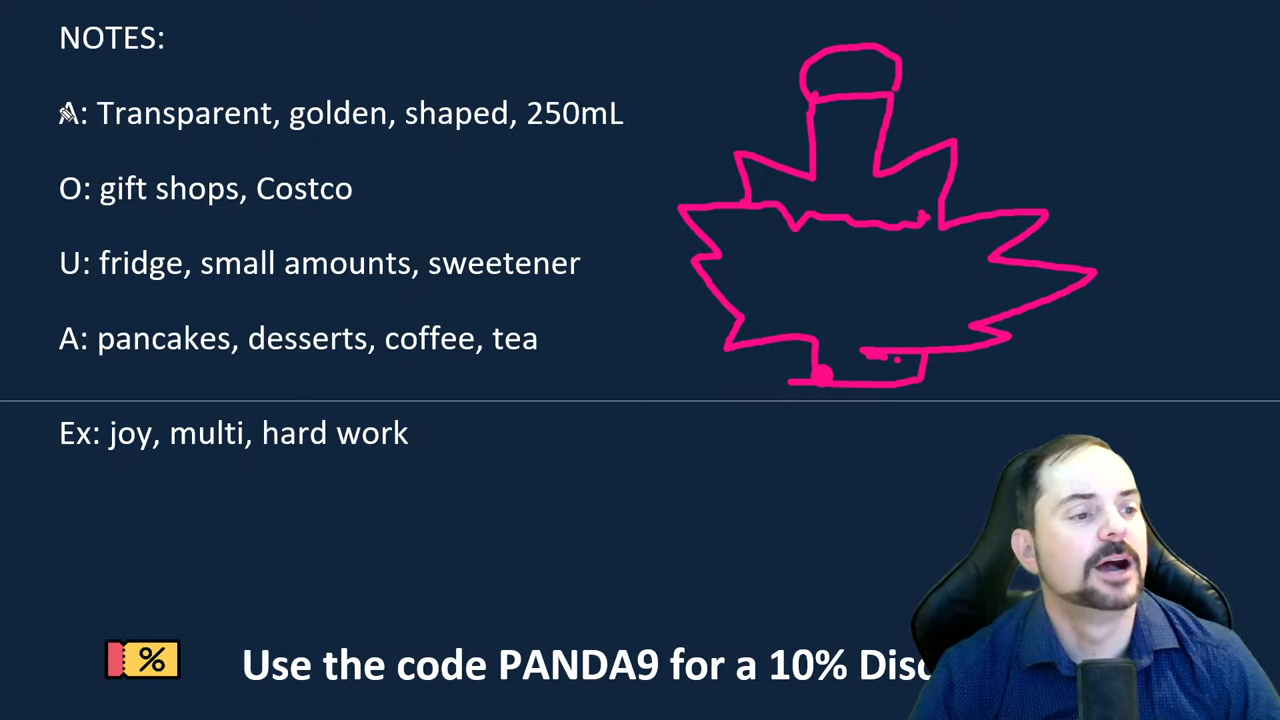 NOTES:
A: Transparent, golden, shaped, 250mL
O: gift shops, Costco
U: fridge, small amounts, sweetener
A: pancakes, desserts, coffee, tea
Ex: joy, multi, hard work
%
Use the code PANDA9 for a 10%